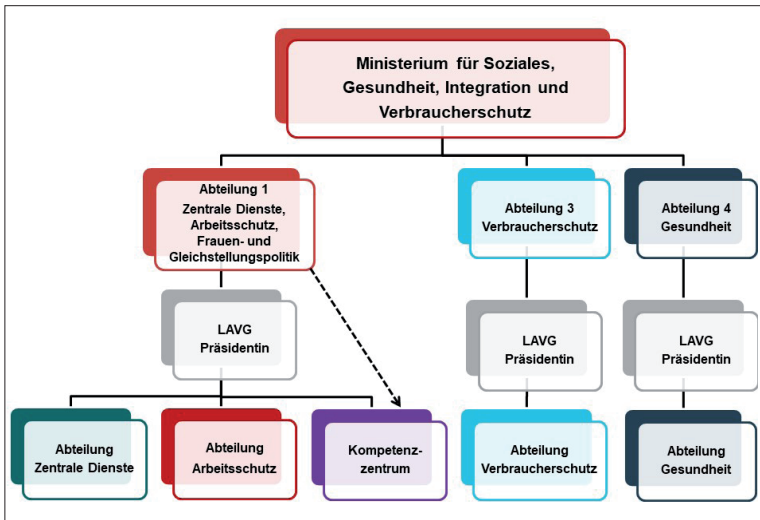 Ministerium für Soziales,
Gesundheit, Integration und
Verbraucherschutz
Abteilung 1
Zentrale Dienste,
Arbeitsschutz,
Frauen- und
Gleichstellungspolitik
Abteilung 3
Verbraucherschutz
Abteilung 4
Gesundheit
LAVG
Präsidentin
LAVG
Präsidentin
LAVG
Präsidentin
Abteilung
Zentrale Dienste
Abteilung
Arbeitsschutz
Kompetenz-
zentrum
Abteilung
Verbraucherschutz
Abteilung
Gesundheit